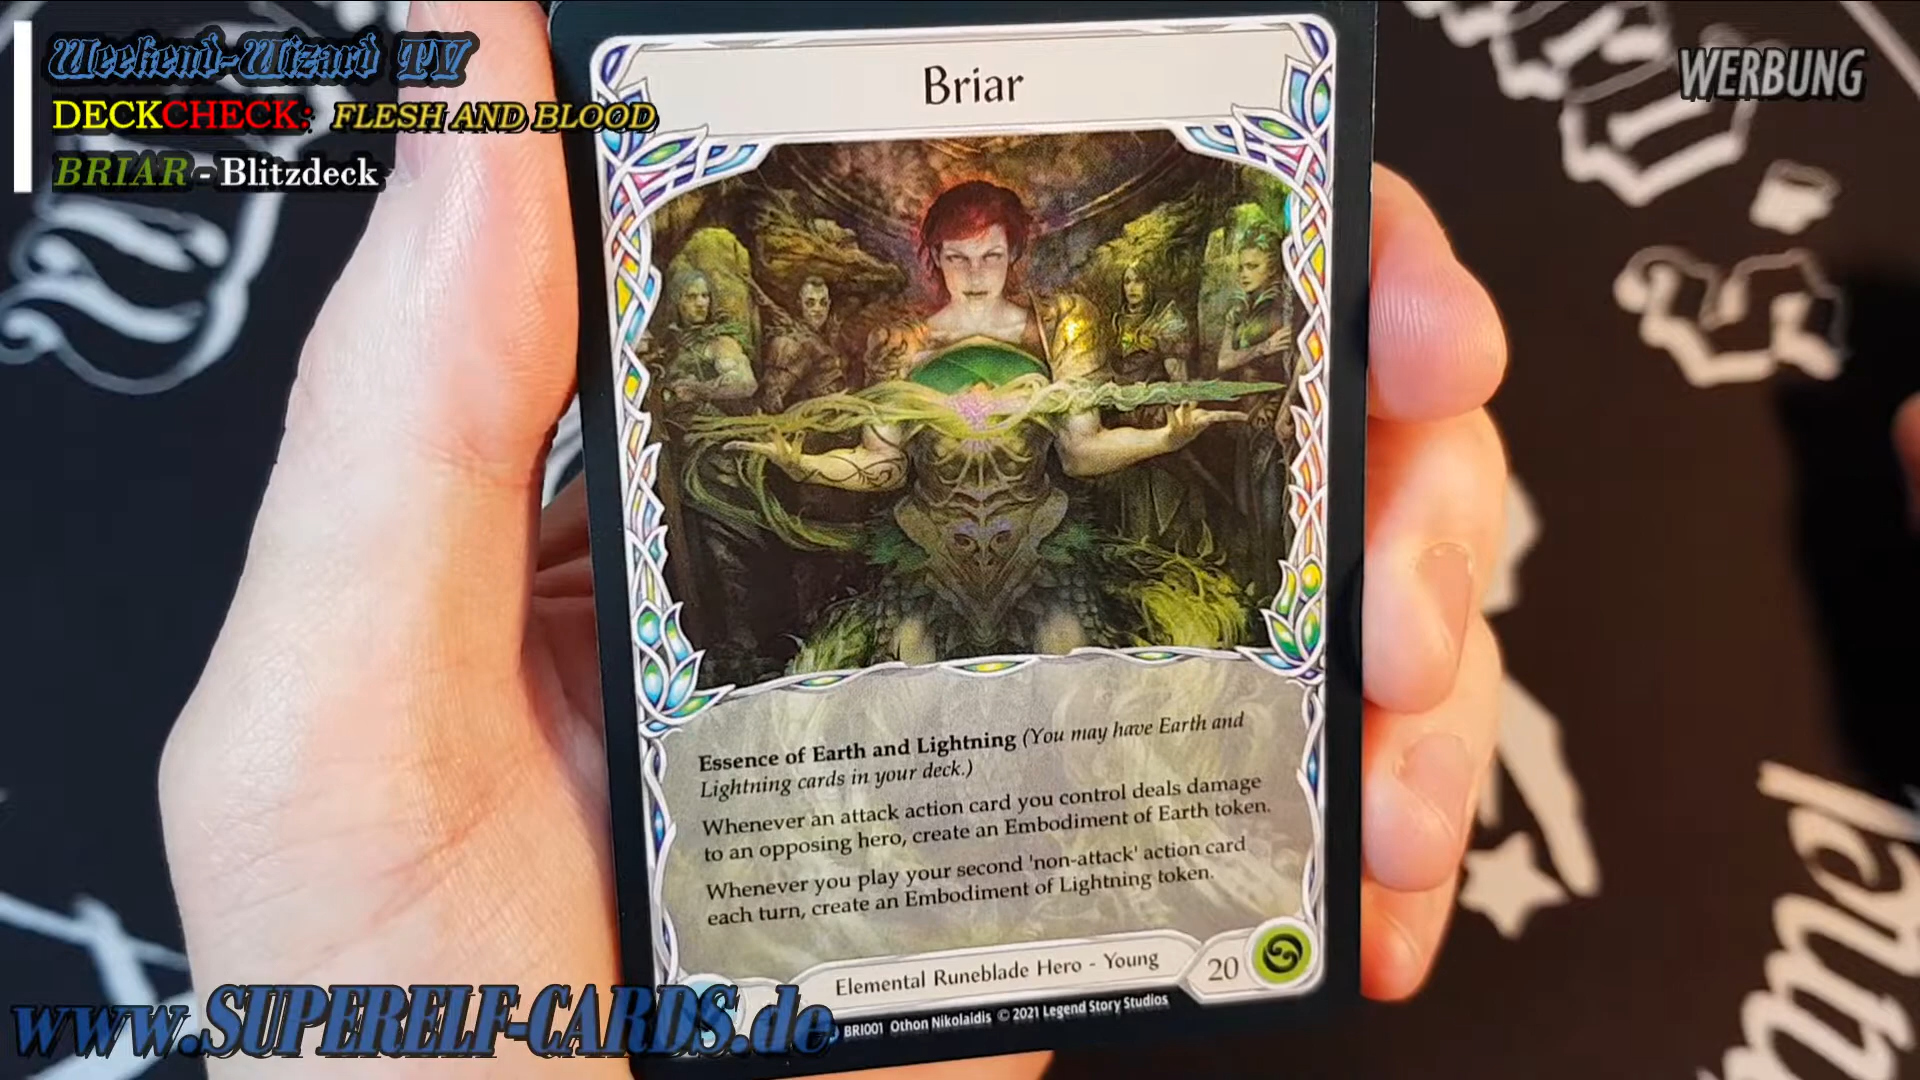 Weekend-Wizard TV
DECKCHECK: FLESH AND BLOOD
BRIAR - Blitzdeck
WERBUNG
Briar
Essence of Earth and Lightning (You may have Earth and
Lightning cards in your deck.)
Whenever an attack action card you control deals damage
to an opposing hero, create an Embodiment of Earth token.
Whenever you play your second 'non-attack' action card
each turn, create an Embodiment of Lightning token.
Elemental Runeblade Hero - Young
20
BRI001 Othon Nikolaidis © 2021 Legend Story Studios
www.SUPERELF-CARDS.de